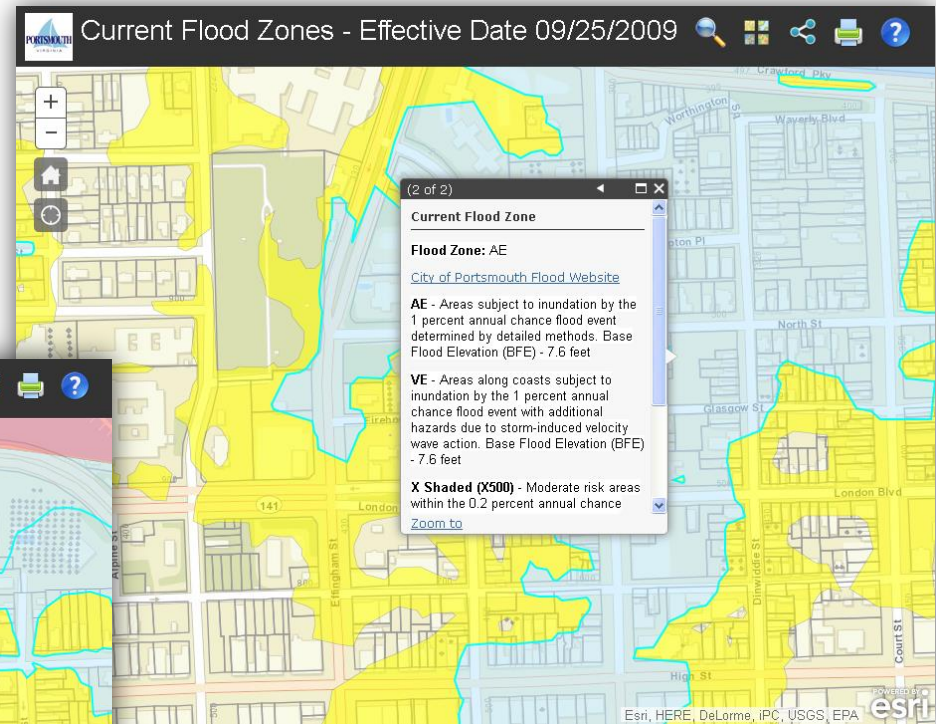 PORTSMOUTH
VIRGINIA
Current Flood Zones - Effective Date 09/25/2009
?
Crawford Pky
Worthington
Waverly Blvd
+
−
(2 of 2)
Current Flood Zone
Flood Zone: AE
City of Portsmouth Flood Website
AE - Areas subject to inundation by the
1 percent annual chance flood event
determined by detailed methods. Base
Flood Elevation (BFE) - 7.6 feet
VE - Areas along coasts subject to
inundation by the 1 percent annual
chance flood event with additional
hazards due to storm-induced velocity
wave action. Base Flood Elevation (BFE)
- 7.6 feet
X Shaded (X500) - Moderate risk areas
within the 0.2 percent annual chance
Zoom to
North St
Glasgow St
?
141
London
London Blvd
Alpine St
Effingham St
Dinwiddie St
Court St
High St
POWERED BY
esri
Esri, HERE, DeLorme, iPC, USGS, EPA